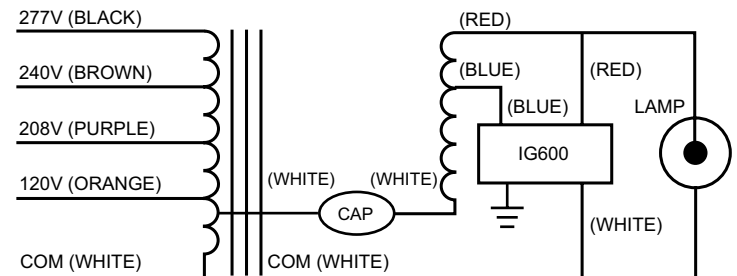 277V (BLACK)
(RED)
240V (BROWN)
(BLUE)
(RED)
(BLUE)
LAMP
208V (PURPLE)
IG600
120V (ORANGE)
(WHITE)
(WHITE)
CAP
(WHITE)
COM (WHITE)
COM (WHITE)